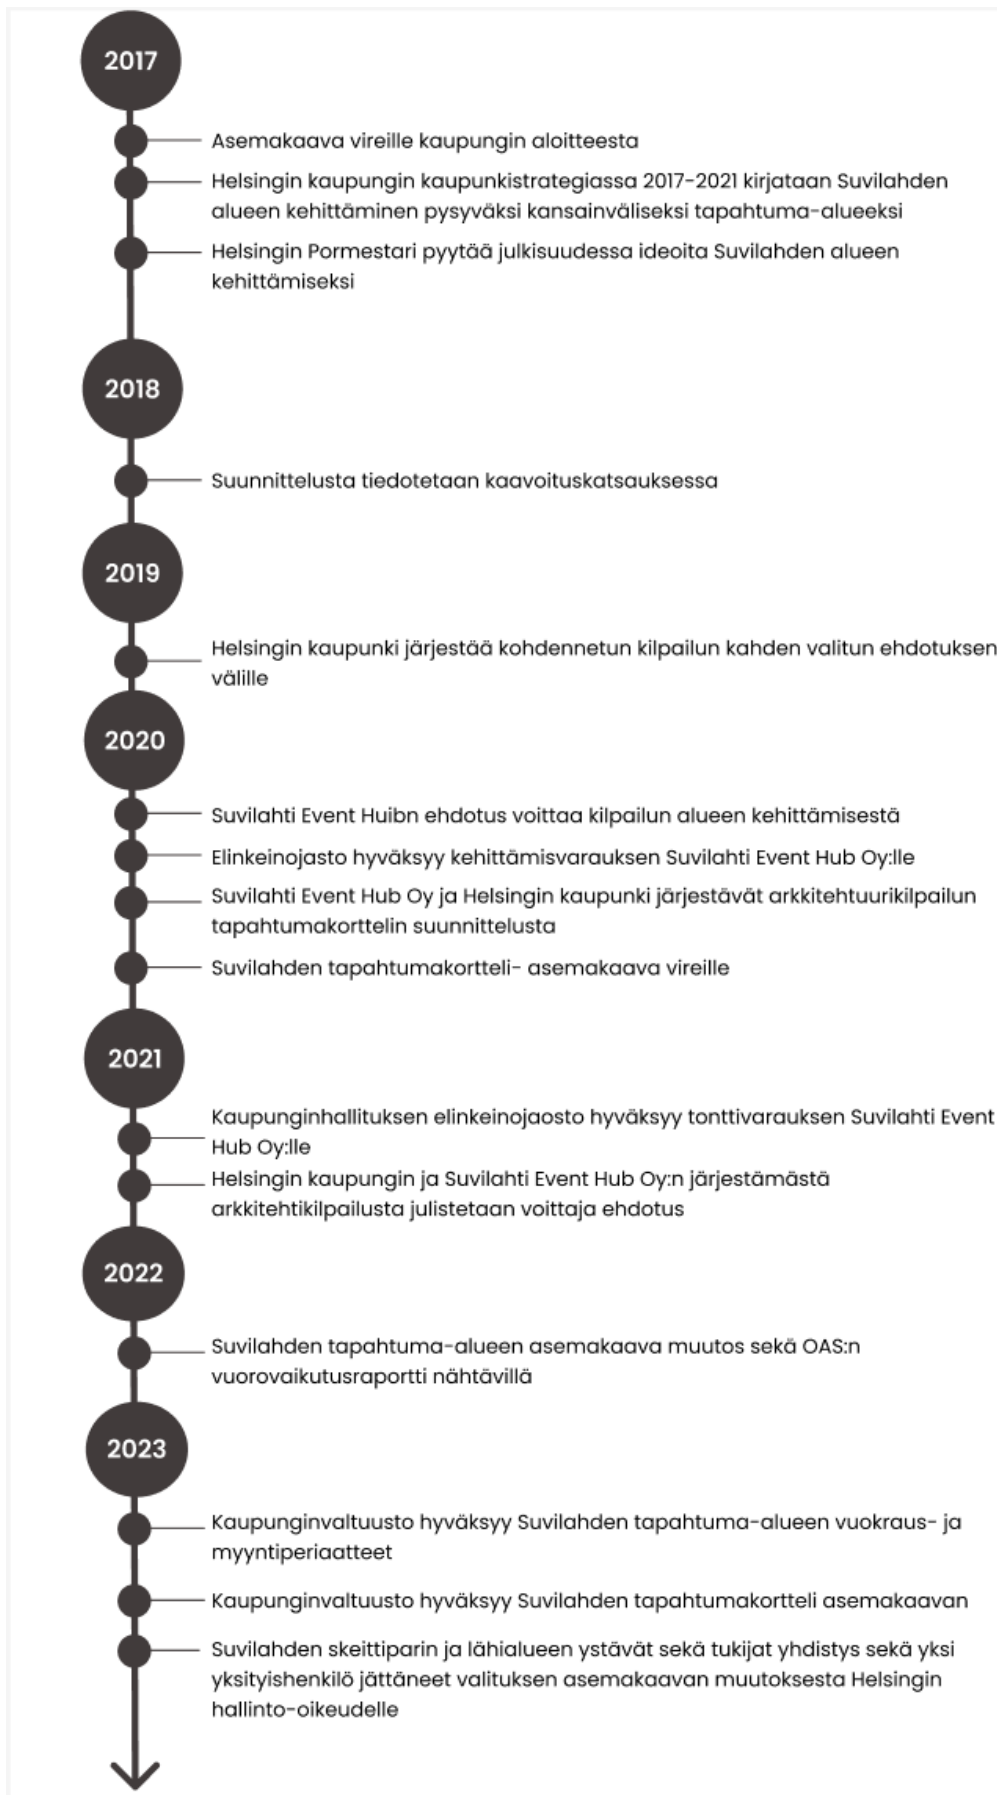 2017
Asemakaava vireille kaupungin aloitteesta
Helsingin kaupungin kaupunkistrategiassa 2017-2021 kirjataan Suvilahden
alueen kehittäminen pysyväksi kansainväliseksi tapahtuma-alueeksi
Helsingin Pormestari pyytää julkisuudessa ideoita Suvilahden alueen
kehittämiseksi
2018
Suunnittelusta tiedotetaan kaavoituskatsauksessa
2019
Helsingin kaupunki järjestää kohdennetun kilpailun kahden valitun ehdotuksen
välille
2020
Suvilahti Event Huibn ehdotus voittaa kilpailun alueen kehittämisestä
Elinkeinojasto hyväksyy kehittämisvarauksen Suvilahti Event Hub Oy:lle
Suvilahti Event Hub Oy ja Helsingin kaupunki järjestävät arkkitehtuurikilpailun
tapahtumakorttelin suunnittelusta
Suvilahden tapahtumakortteli- asemakaava vireille
2021
Kaupunginhallituksen elinkeinojaosto hyväksyy tonttivarauksen Suvilahti Event
Hub Oy:lle
Helsingin kaupungin ja Suvilahti Event Hub Oy:n järjestämästä
arkkitehtikilpailusta julistetaan voittaja ehdotus
2022
Suvilahden tapahtuma-alueen asemakaava muutos sekä OAS:n
vuorovaikutusraportti nähtävillä
2023
Kaupunginvaltuusto hyväksyy Suvilahden tapahtuma-alueen vuokraus- ja
myyntiperiaatteet
Kaupunginvaltuusto hyväksyy Suvilahden tapahtumakortteli asemakaavan
Suvilahden skeittiparin ja lähialueen ystävät sekä tukijat yhdistys sekä yksi
yksityishenkilö jättäneet valituksen asemakaavan muutoksesta Helsingin
hallinto-oikeudelle